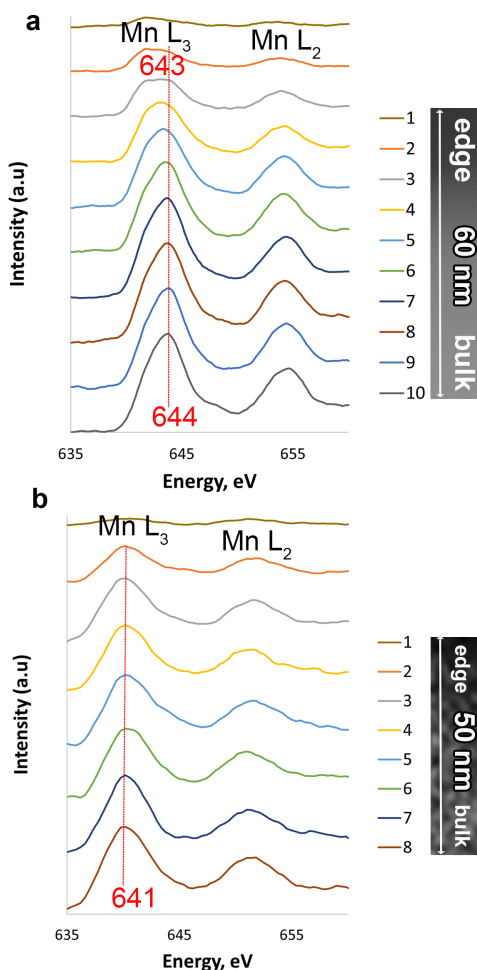 a
Mn L3
Mn L2
643
644
Intensity (a.u)
635
645
655
Energy, eV
1
2
3
4
5
6
7
8
9
10
edge
60 nm
bulk
b
Mn L3
Mn L2
641
Intensity (a.u)
635
645
655
Energy, eV
1
2
3
4
5
6
7
8
edge
50 nm
bulk